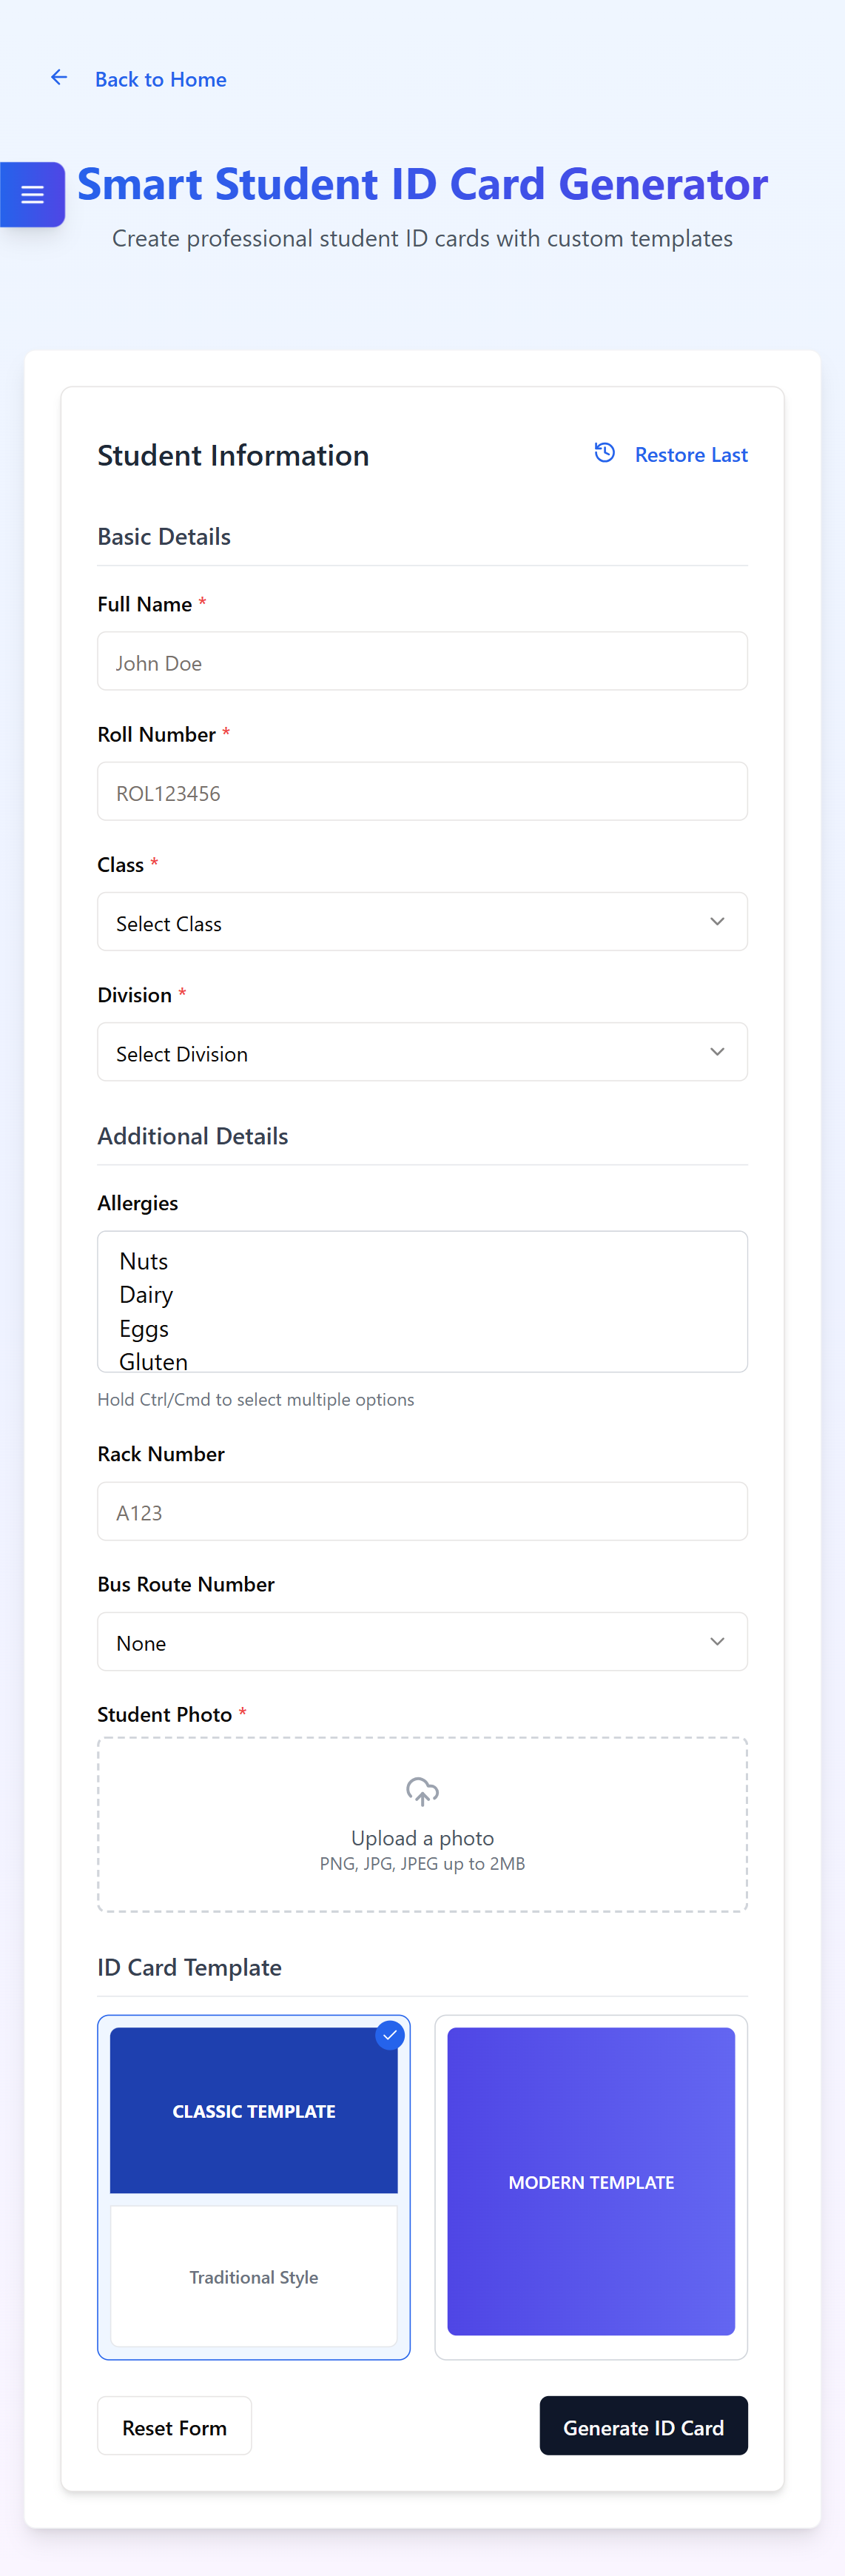 Back to Home
Smart Student ID Card Generator
Create professional student ID cards with custom templates
Student Information
Restore Last
Basic Details
Full Name *
John Doe
Roll Number *
ROL123456
Class *
Select Class
Division *
Select Division
Additional Details
Allergies
Nuts
Dairy
Eggs
Gluten
Hold Ctrl/Cmd to select multiple options
Rack Number
A123
Bus Route Number
None
Student Photo *
Upload a photo
PNG, JPG, JPEG up to 2MB
ID Card Template
CLASSIC TEMPLATE
Traditional Style
MODERN TEMPLATE
Reset Form
Generate ID Card